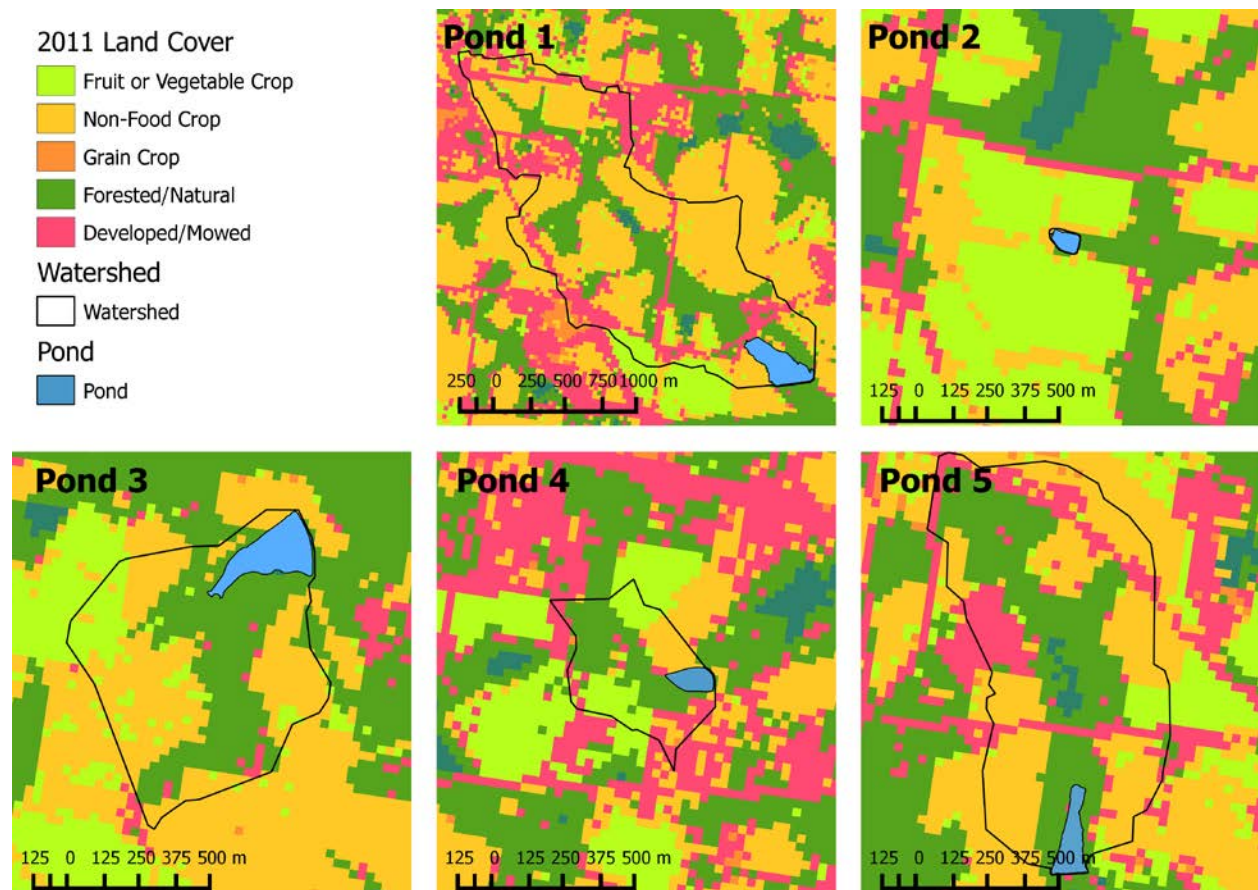 2011 Land Cover
Fruit or Vegetable Crop
Non-Food Crop
Grain Crop
Forested/Natural
Developed/Mowed
Watershed
Watershed
Pond
Pond
Pond 1
250 0 250 500 750 1000 m
Pond 2
125 0 125 250 375 500 m
Pond 3
125 0 125 250 375 500 m
Pond 4
125 0 125 250 375 500 m
Pond 5
125 0 125 250 375 500 m